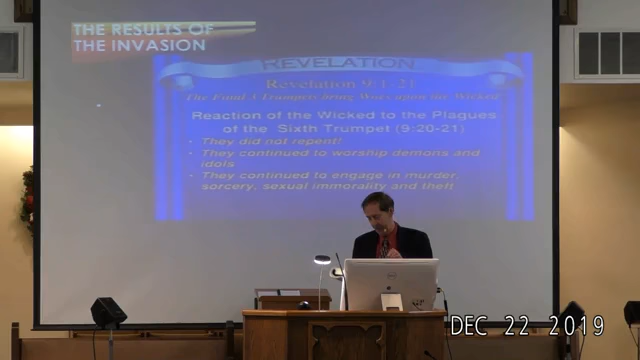 THE RESULTS OF
THE INVASION
REVELATION
Revelation 9:1-21
The Final 3 Trumpets bring Woes upon the Wicked
Reaction of the Wicked to the Plagues
of the Sixth Trumpet (9:20-21)
• They did not repent!
• They continued to worship demons and
idols
• They continued to engage in murder,
sorcery, sexual immorality and theft
DEC 22 2019